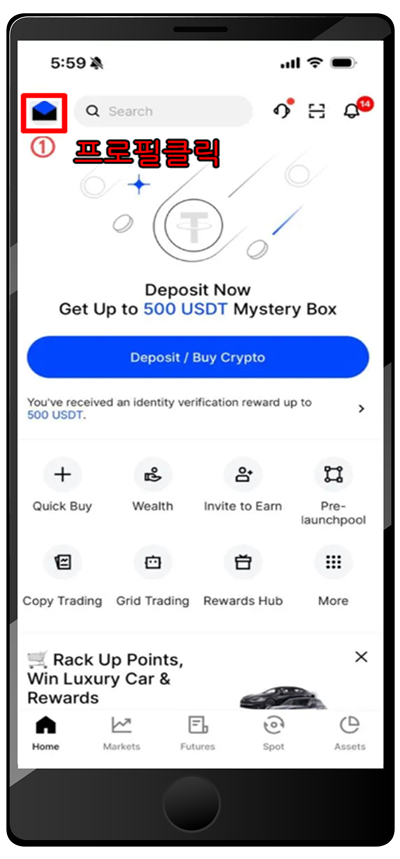 5:59
Search
14
① 프로필클릭
Deposit Now
Get Up to 500 USDT Mystery Box
Deposit / Buy Crypto
You've received an identity verification reward up to
500 USDT.
Quick Buy
Wealth
Invite to Earn
Pre-
launchpool
Copy Trading
Grid Trading
Rewards Hub
More
Rack Up Points,
Win Luxury Car &
Rewards
Home
Markets
Futures
Spot
Assets